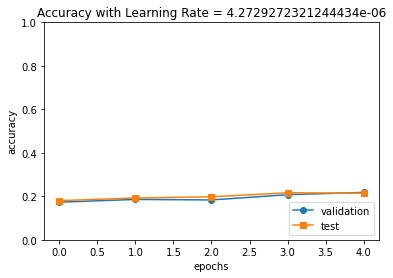 Accuracy with Learning Rate = 4.2729272321244434e-06
1.0
0.8
0.6
0.4
0.2
0.0
accuracy
validation
test
0.0 0.5 1.0 1.5 2.0 2.5 3.0 3.5 4.0
epochs